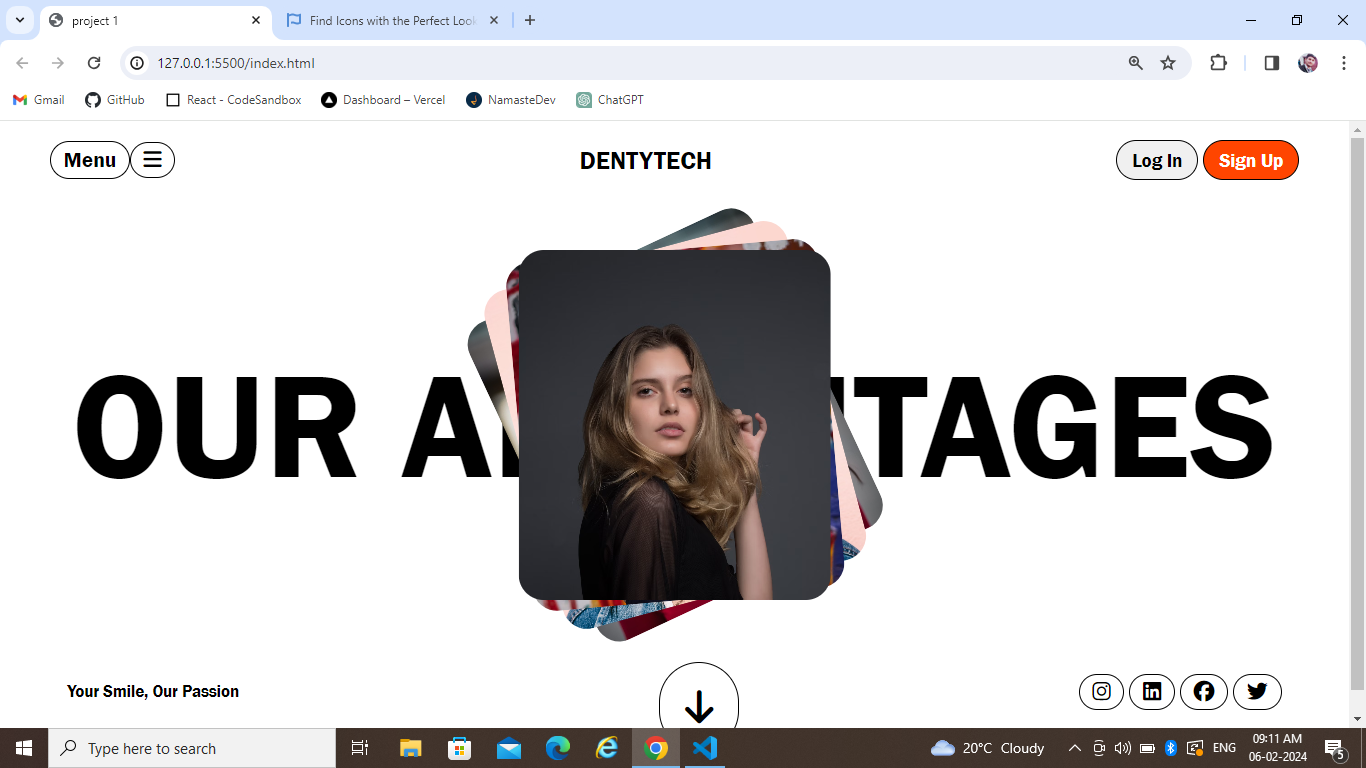 project 1
Find Icons with the Perfect Look
127.0.0.1:5500/index.html
Gmail
GitHub
React - CodeSandbox
Dashboard – Vercel
NamasteDev
ChatGPT
Menu
DENTYTECH
Log In
Sign Up
OUR A
TAGES
Your Smile, Our Passion
Type here to search
20°C Cloudy
ENG
09:11 AM
06-02-2024
5